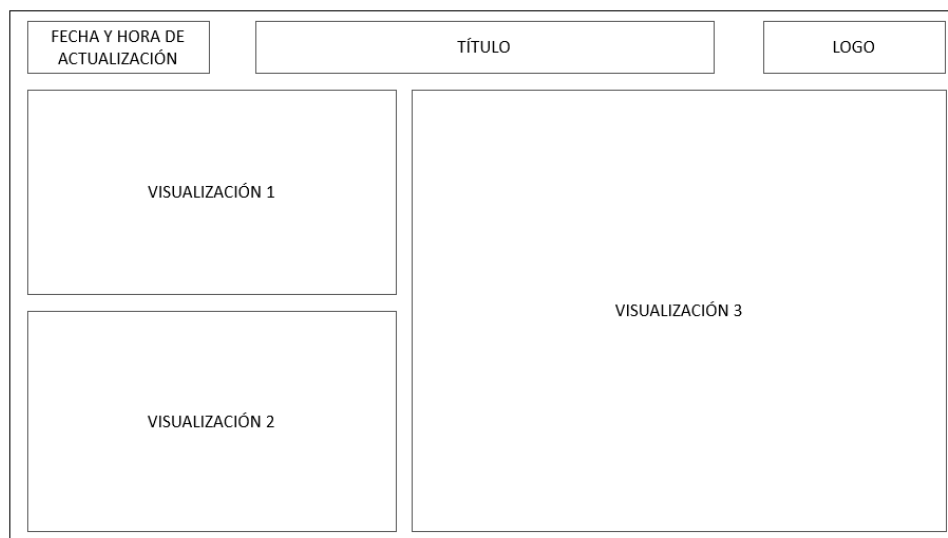 FECHA Y HORA DE
ACTUALIZACIÓN
TÍTULO
LOGO
VISUALIZACIÓN 1
VISUALIZACIÓN 2
VISUALIZACIÓN 3